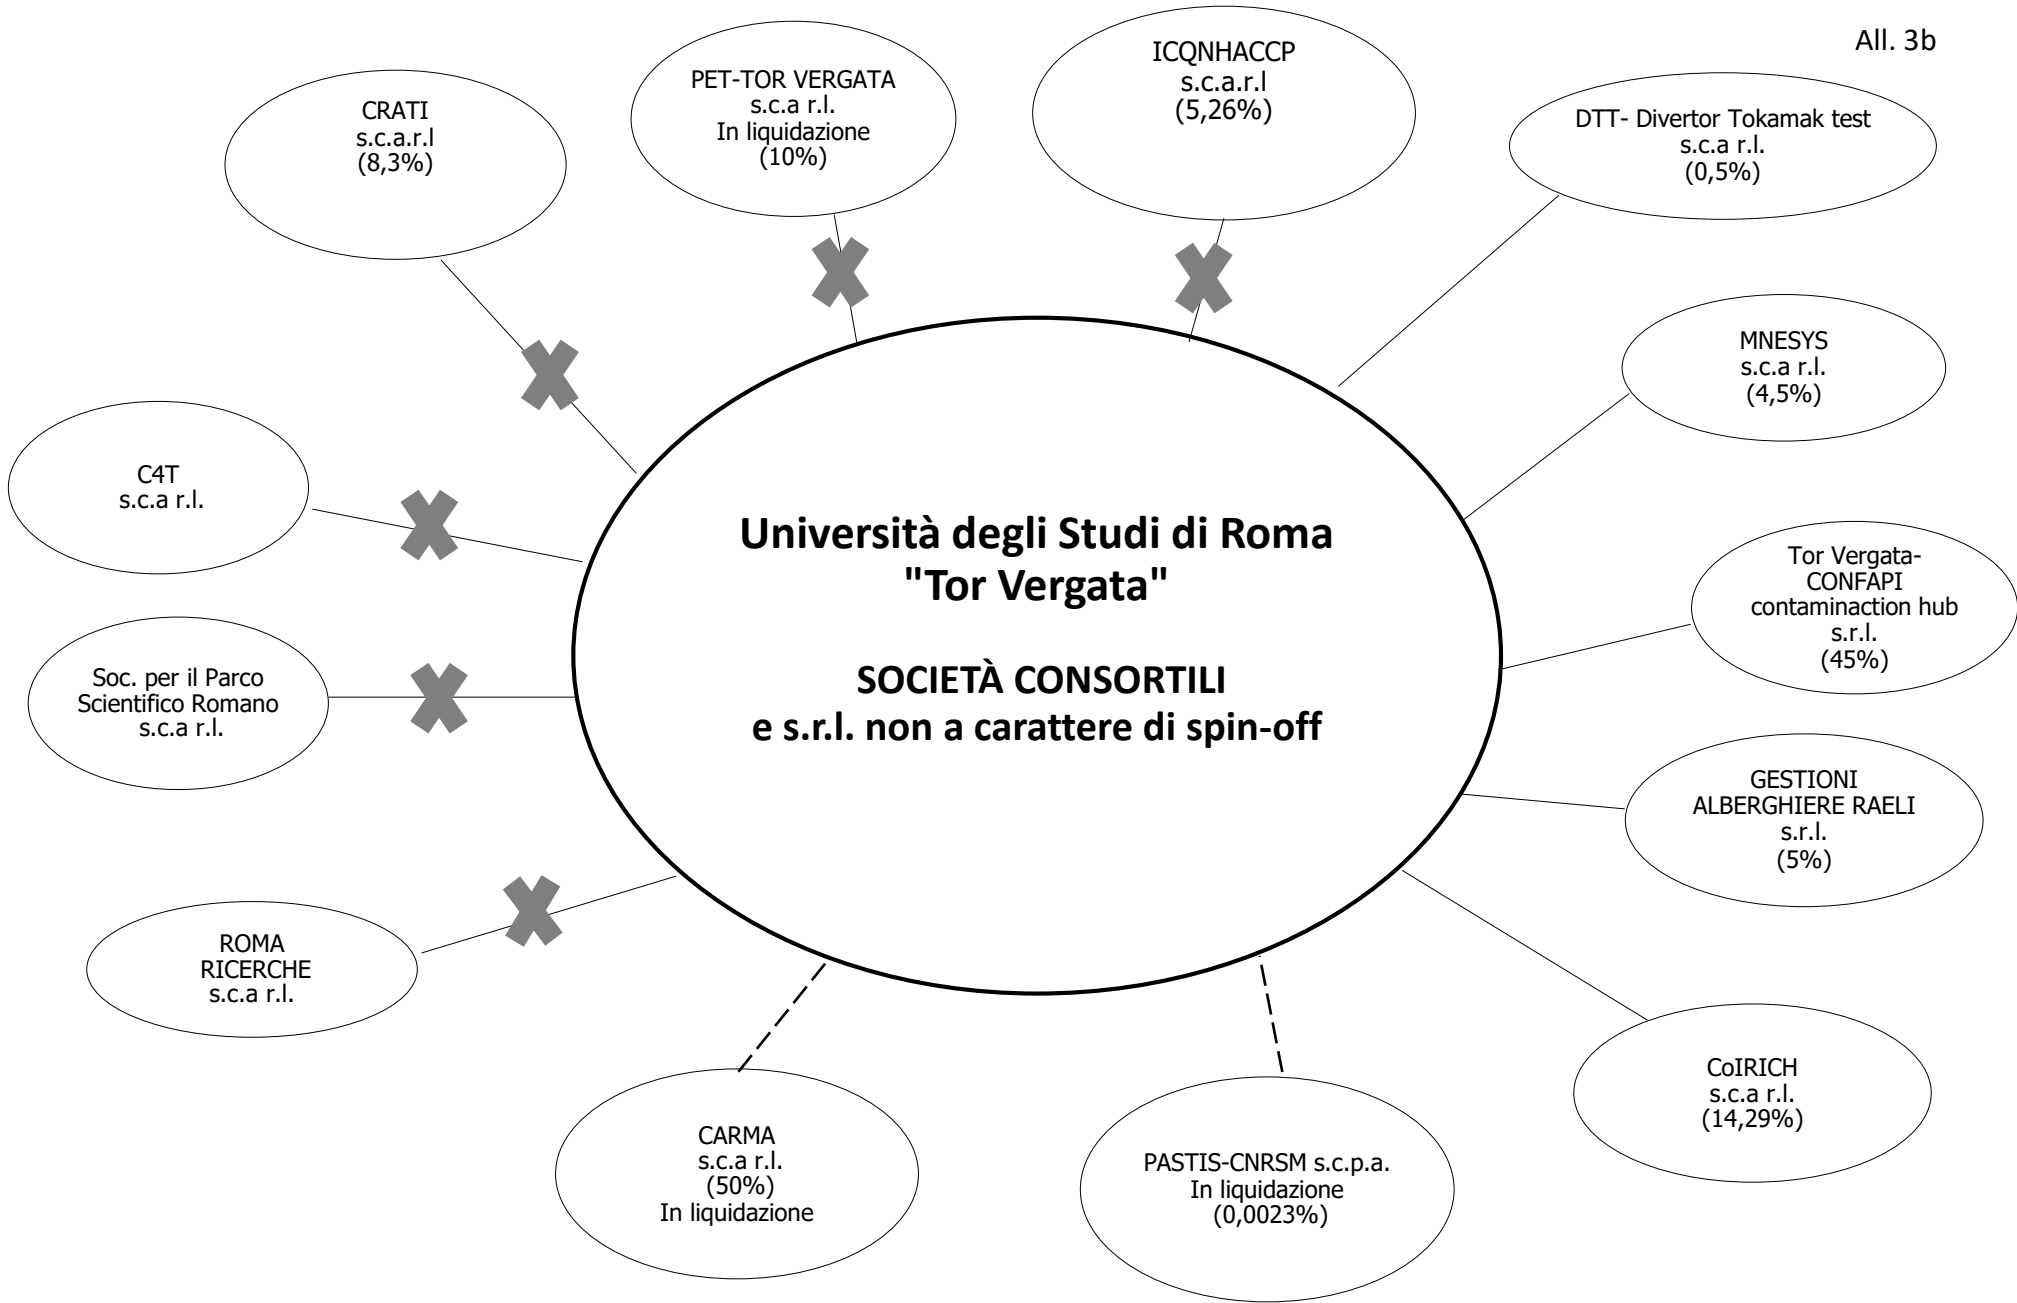 All. 3b
CRATI
s.c.a.r.l
(8,3%)
PET-TOR VERGATA
s.c.a r.l.
In liquidazione
(10%)
ICQNHACCP
s.c.a.r.l
(5,26%)
DTT- Divertor Tokamak test
s.c.a r.l.
(0,5%)
MNESYS
s.c.a r.l.
(4,5%)
C4T
s.c.a r.l.
Università degli Studi di Roma
"Tor Vergata"
SOCIETÀ CONSORTILI
e s.r.l. non a carattere di spin-off
Tor Vergata-
CONFAPI
contaminaction hub
s.r.l.
(45%)
Soc. per il Parco
Scientifico Romano
s.c.a r.l.
GESTIONI
ALBERGHIERE RAELI
s.r.l.
(5%)
ROMA
RICERCHE
s.c.a r.l.
CARMA
s.c.a r.l.
(50%)
In liquidazione
PASTIS-CNRSM s.c.p.a.
In liquidazione
(0,0023%)
CoIRICH
s.c.a r.l.
(14,29%)